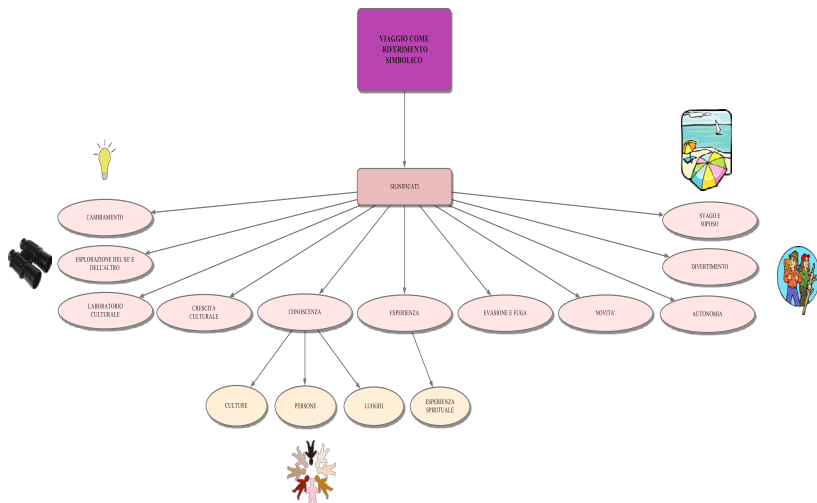 VIAGGIO COME
RIFERIMENTO
SIMBOLICO
SIGNIFICATI
CAMBIAMENTO
SVAGO E
RIPOSO
ESPLORAZIONE DEL SE' E
DELL'ALTRO
DIVERTIMENTO
LABORATORIO
CULTURALE
CRESCITA
CULTURALE
CONOSCENZA
ESPERIENZA
EVASIONE E FUGA
NOVITA'
AUTONOMIA
CULTURE
PERSONE
LUOGHI
ESPERIENZA
SPIRITUALE